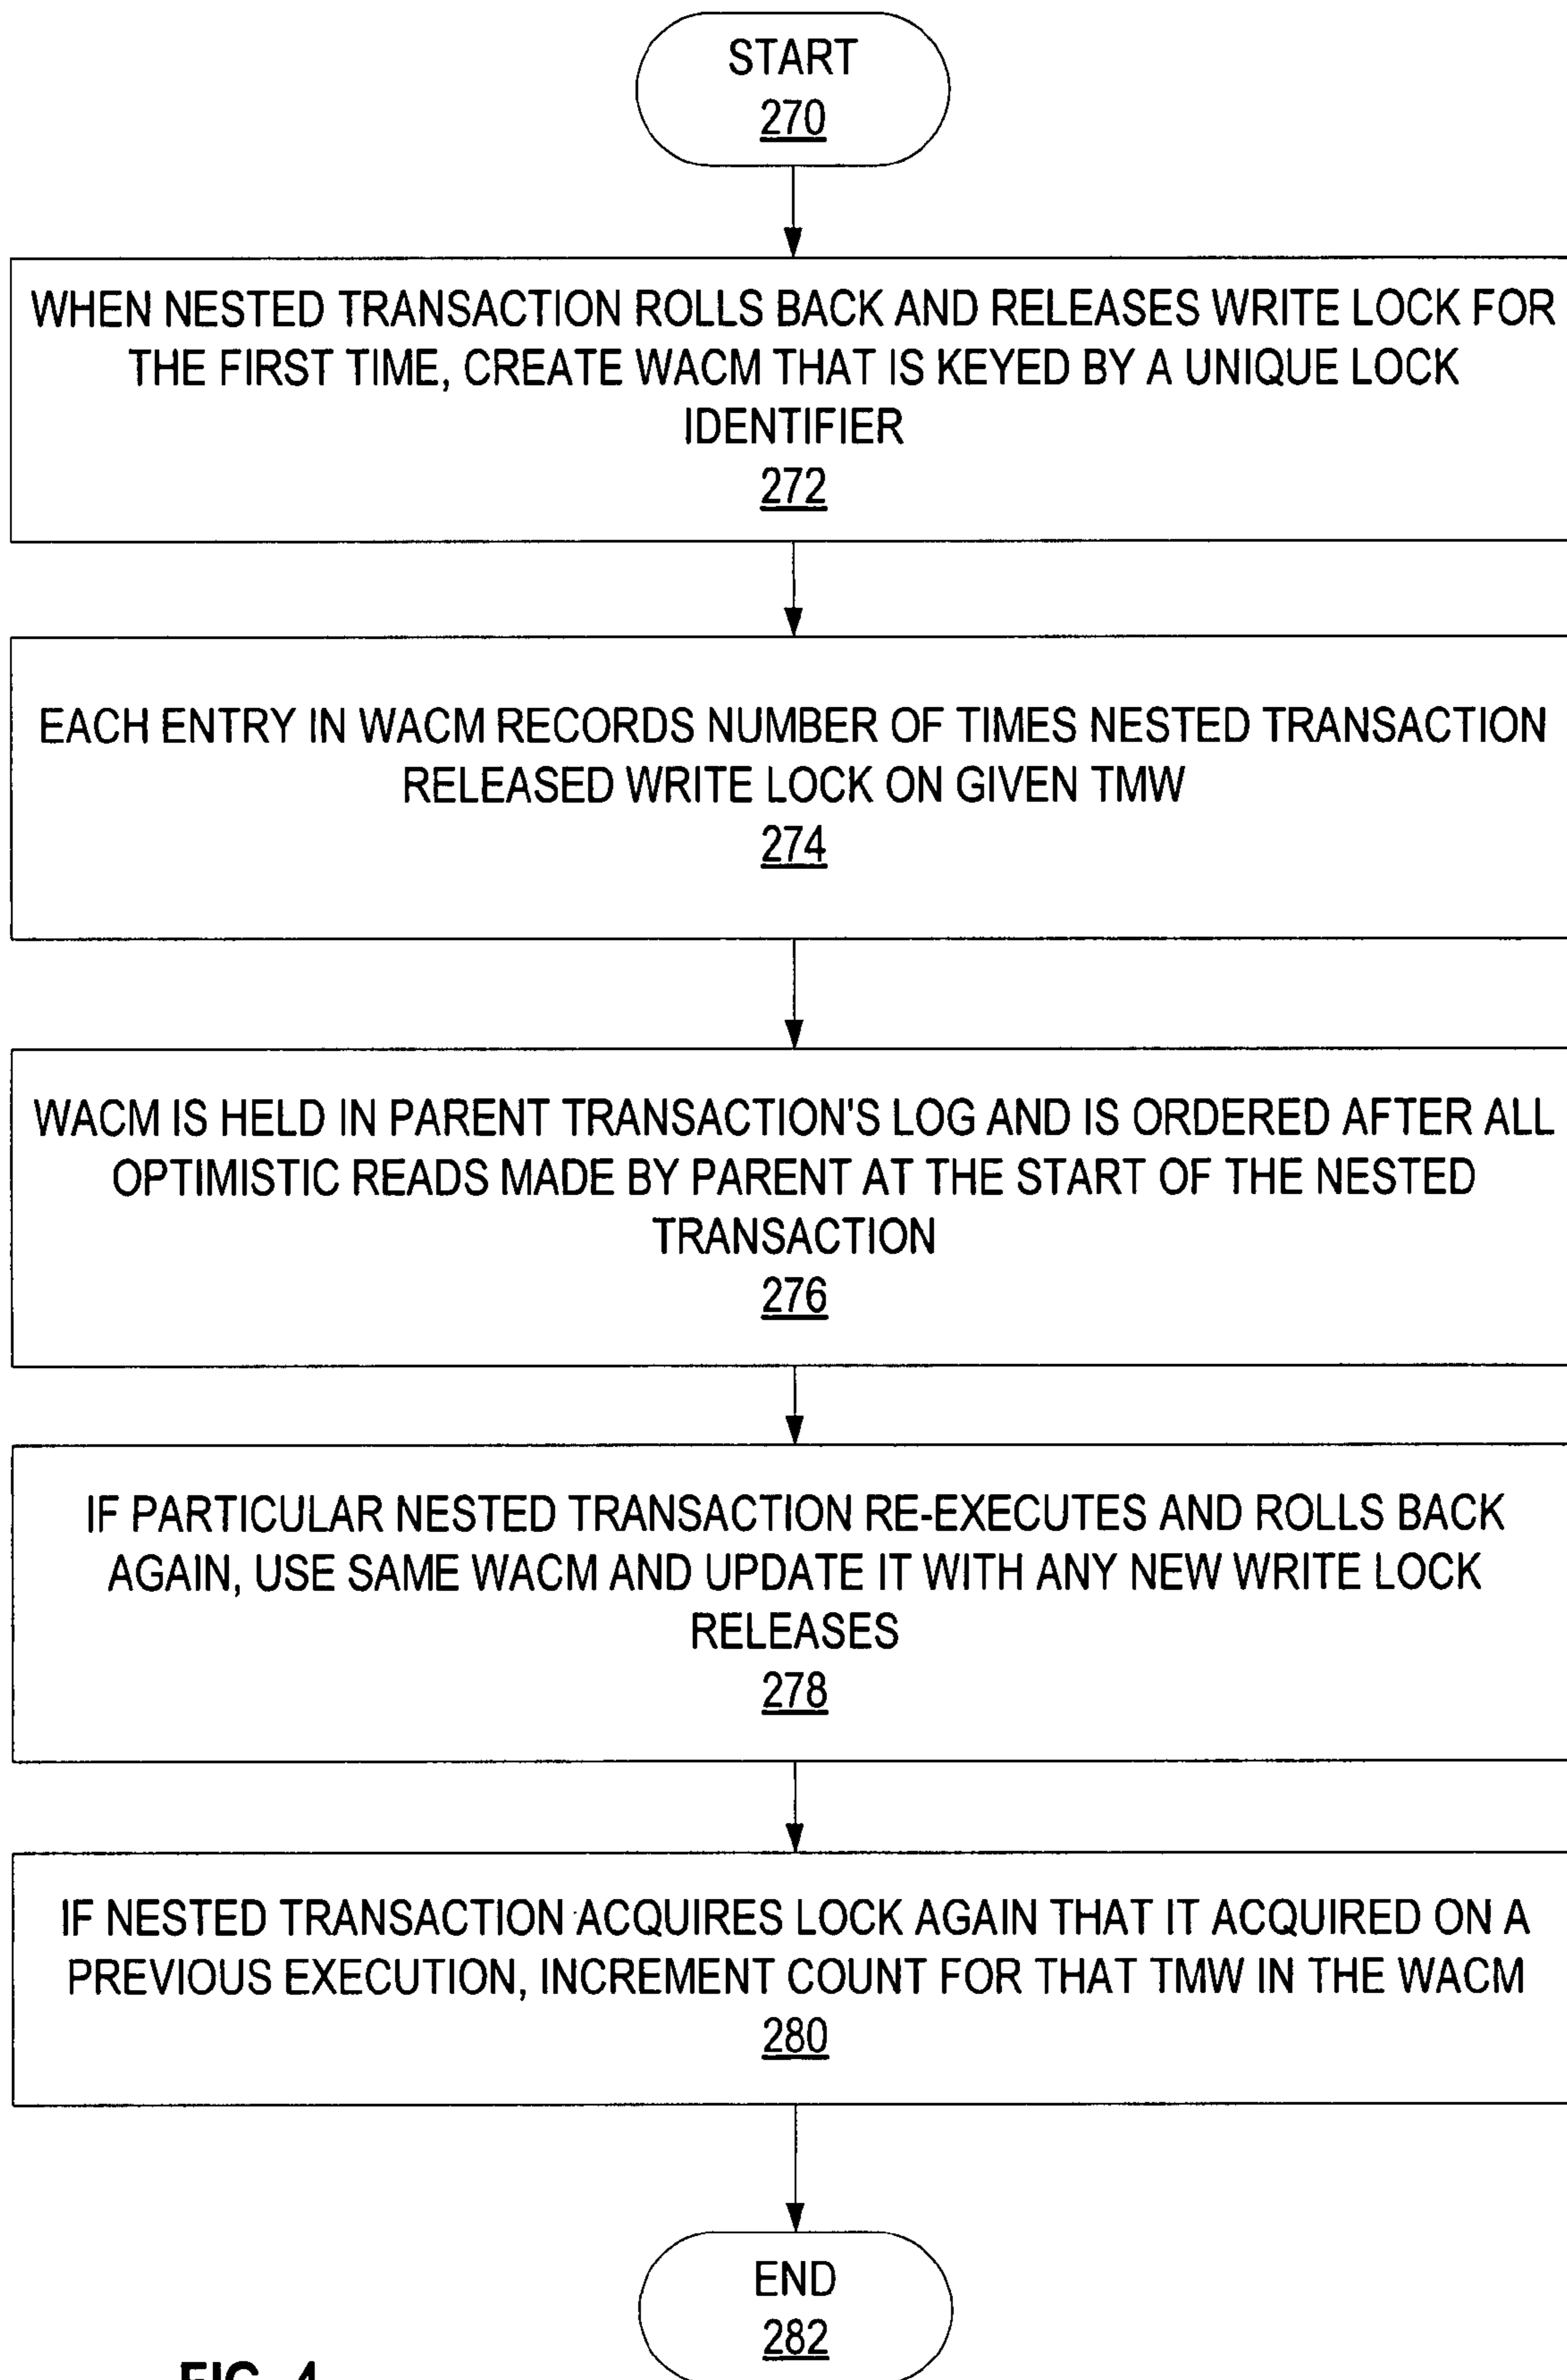 START
270
WHEN NESTED TRANSACTION ROLLS BACK AND RELEASES WRITE LOCK FOR
THE FIRST TIME, CREATE WACM THAT IS KEYED BY A UNIQUE LOCK
IDENTIFIER
272
EACH ENTRY IN WACM RECORDS NUMBER OF TIMES NESTED TRANSACTION
RELEASED WRITE LOCK ON GIVEN TMW
274
WACM IS HELD IN PARENT TRANSACTION'S LOG AND IS ORDERED AFTER ALL
OPTIMISTIC READS MADE BY PARENT AT THE START OF THE NESTED
TRANSACTION
276
IF PARTICULAR NESTED TRANSACTION RE-EXECUTES AND ROLLS BACK
AGAIN, USE SAME WACM AND UPDATE IT WITH ANY NEW WRITE LOCK
RELEASES
278
IF NESTED TRANSACTION ACQUIRES LOCK AGAIN THAT IT ACQUIRED ON A
PREVIOUS EXECUTION, INCREMENT COUNT FOR THAT TMW IN THE WACM
280
END
282
FIG. 4